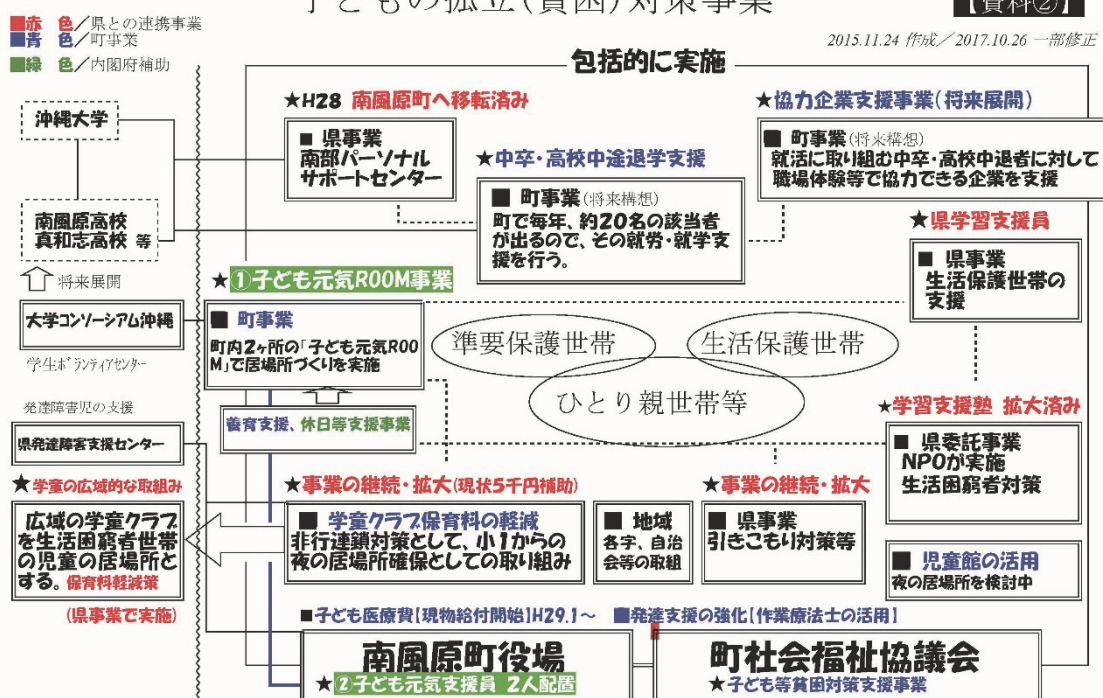 子どもの孤立(貧困)対策事業
【資料②】
■赤 色／県との連携事業
■青 色／町事業
■緑 色／内閣府補助
2015.11.24 作成／2017.10.26 一部修正
包括的に実施
沖縄大学
南風原高校
真和志高校 等
将来展開
大学コンソーシアム沖縄
学生ボランティアセンター
発達障害児の支援
県発達障害支援センター
★学童の広域的な取組み
広域の学童クラブ
を生活困窮者世帯
の児童の居場所と
する。保育料軽減策
(県事業で実施)
★H28 南風原町へ移転済み
■ 県事業
南部パーソナル
サポートセンター
★中卒・高校中途退学支援
■ 町事業(将来構想)
町で毎年、約20名の該当者
が出るので、その就労・就学支
援を行う。
★協力企業支援事業(将来展開)
■ 町事業(将来構想)
就活に取り組む中卒・高校中退者に対して
職場体験等で協力できる企業を支援
★県学習支援員
■ 県事業
生活保護世帯の
支援
★①子ども元気ROOM事業
■ 町事業
町内2ヶ所の「子ども元気ROO
M」で居場所づくりを実施
養育支援、休日等支援事業
準要保護世帯
生活保護世帯
ひとり親世帯等
★学習支援塾 拡大済み
■ 県委託事業
NPOが実施
生活困窮者対策
★事業の継続・拡大(現状5千円補助)
■ 学童クラブ保育料の軽減
非行連鎖対策として、小1からの
夜の居場所確保としての取り組み
■ 地域
各字、自治
会等の取組
★事業の継続・拡大
■ 県事業
引きこもり対策等
■ 児童館の活用
夜の居場所を検討中
■子ども医療費【現物給付開始】H29.1～ ■発達支援の強化【作業療法士の活用】
南風原町役場
★②子ども元気支援員 2人配置
町社会福祉協議会
★子ども等貧困対策支援事業